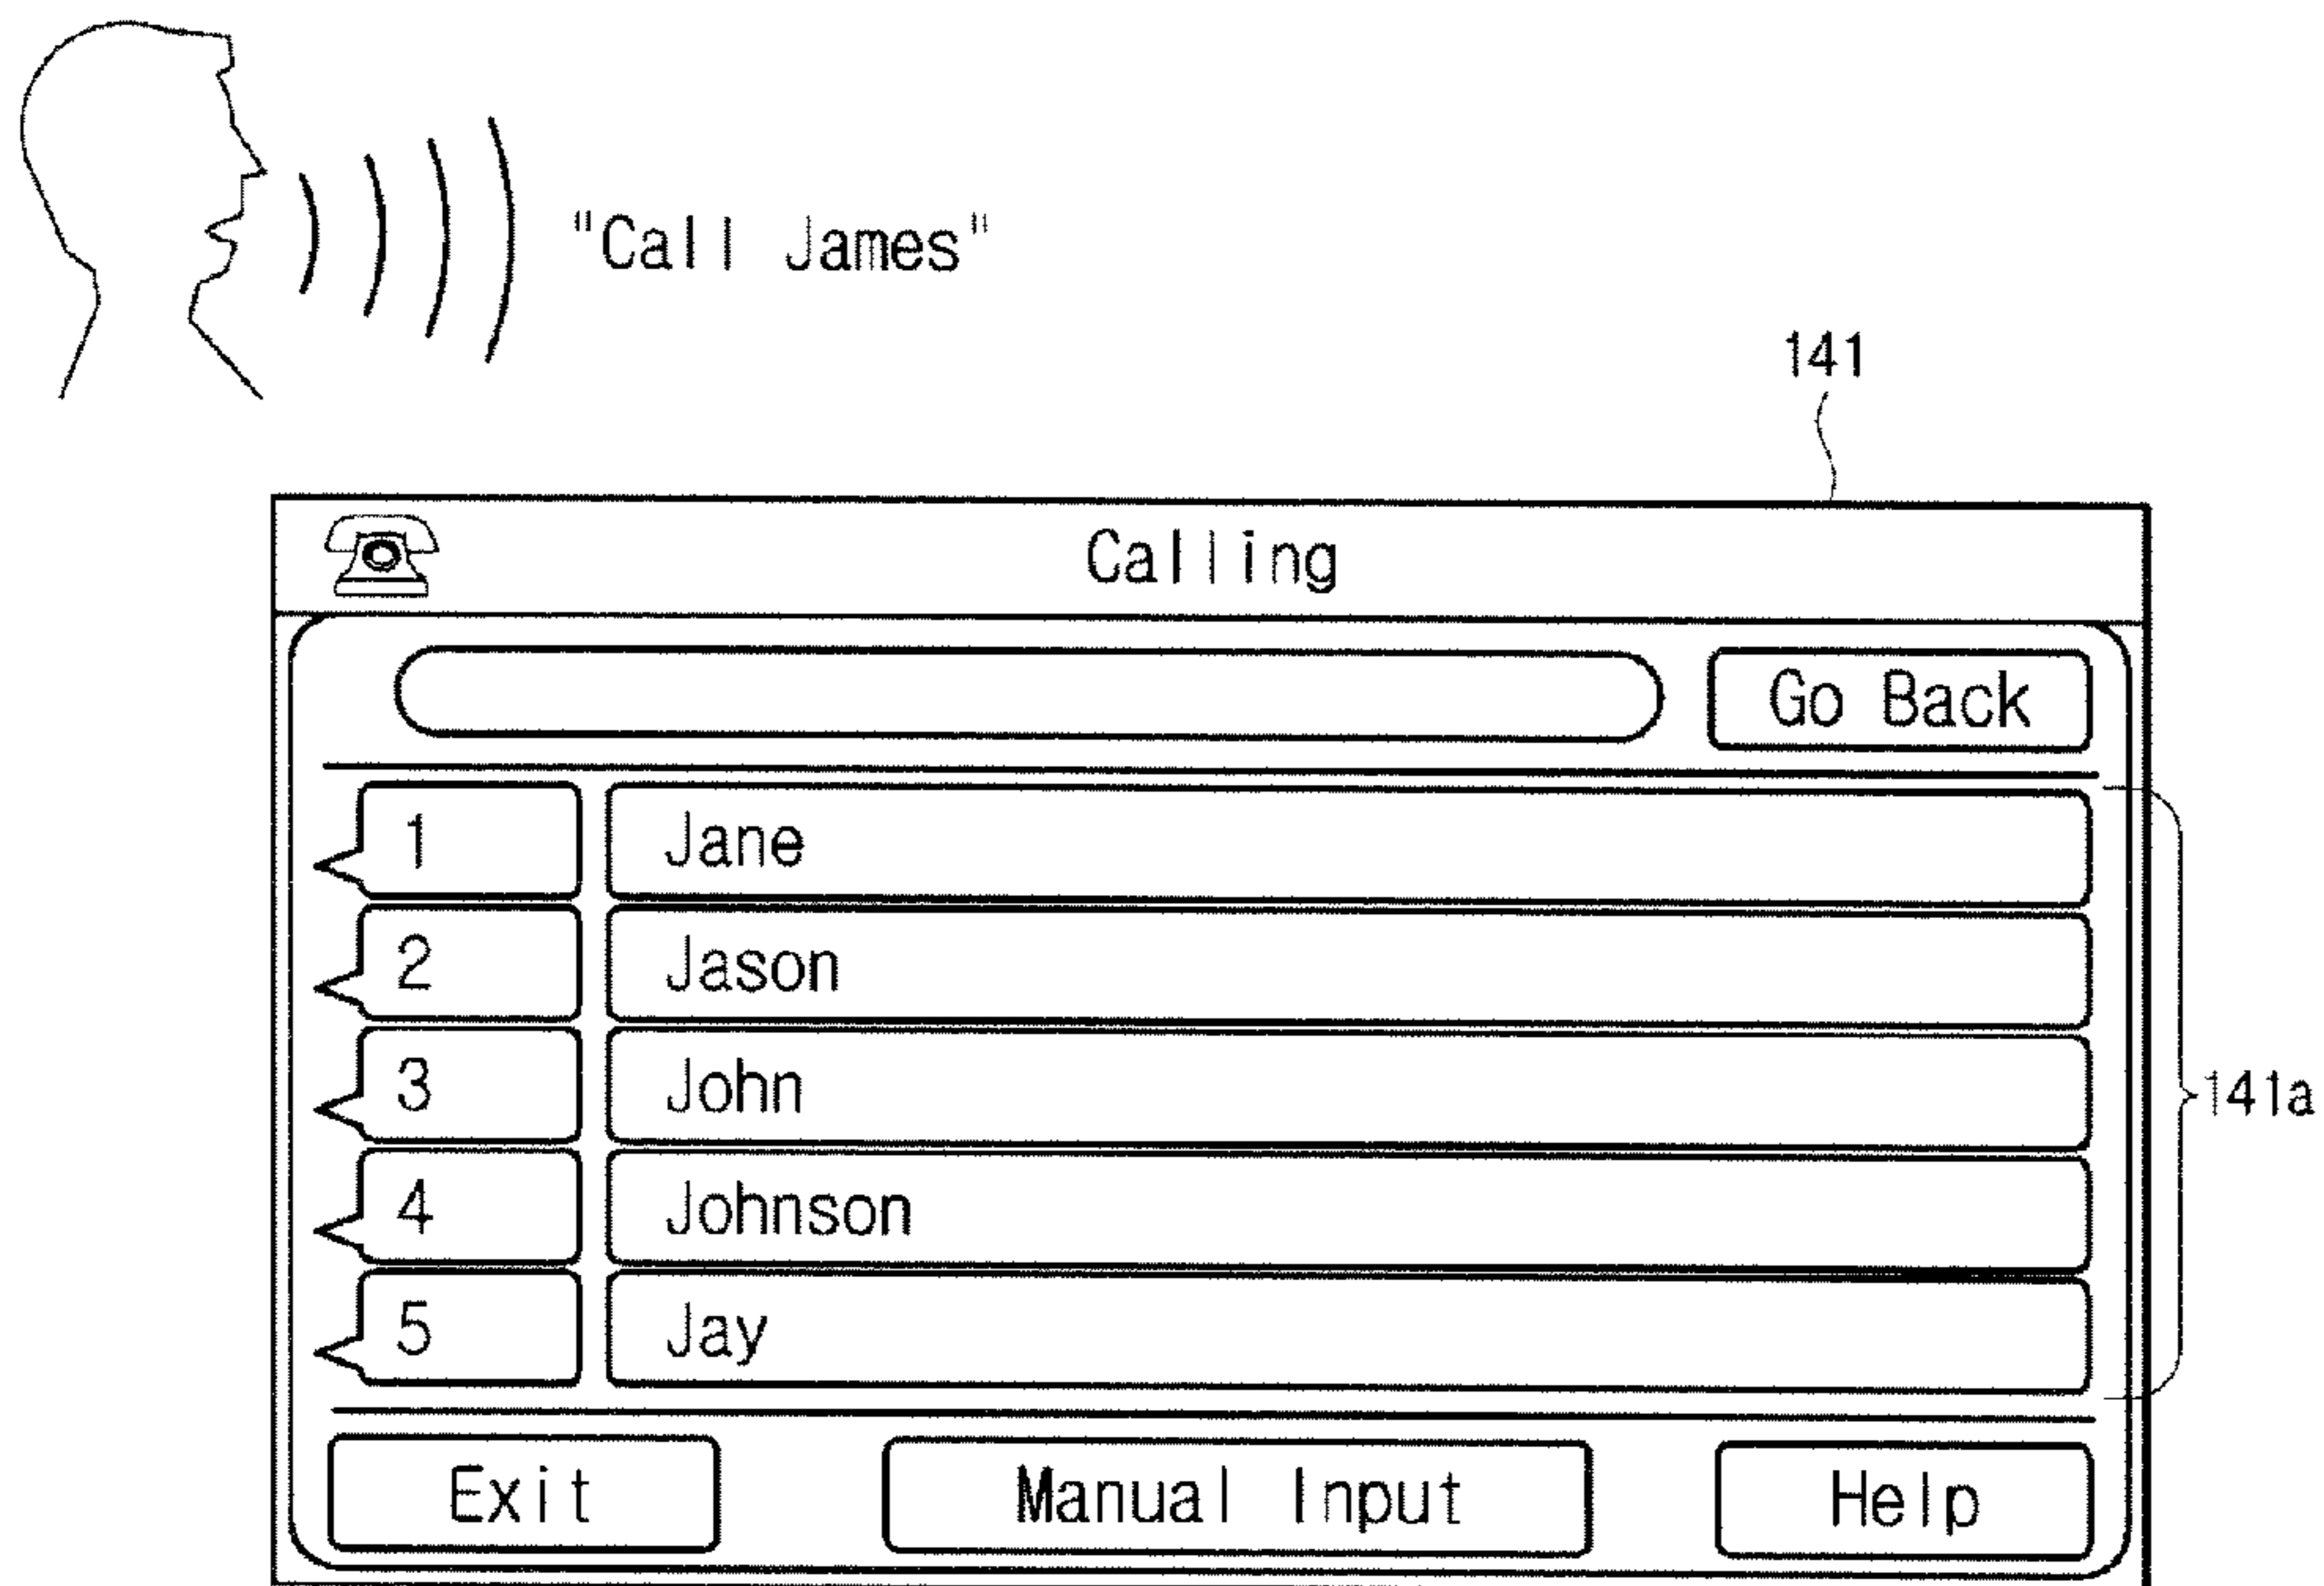 "Call James"
141
Calling
Go Back
1 Jane
2 Jason
3 John
4 Johnson
5 Jay
141a
Exit Manual Input Help